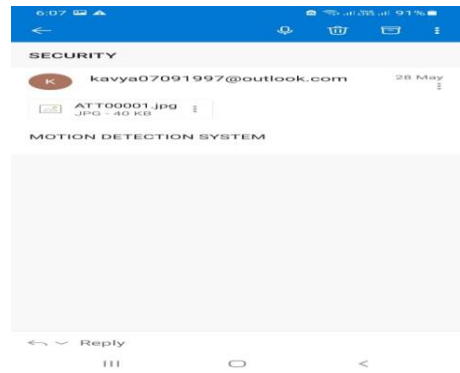 6:07 91%
SECURITY
K kavya07091997@outlook.com 28 May
ATT00001.jpg
JPG - 40 KB
MOTION DETECTION SYSTEM
Reply